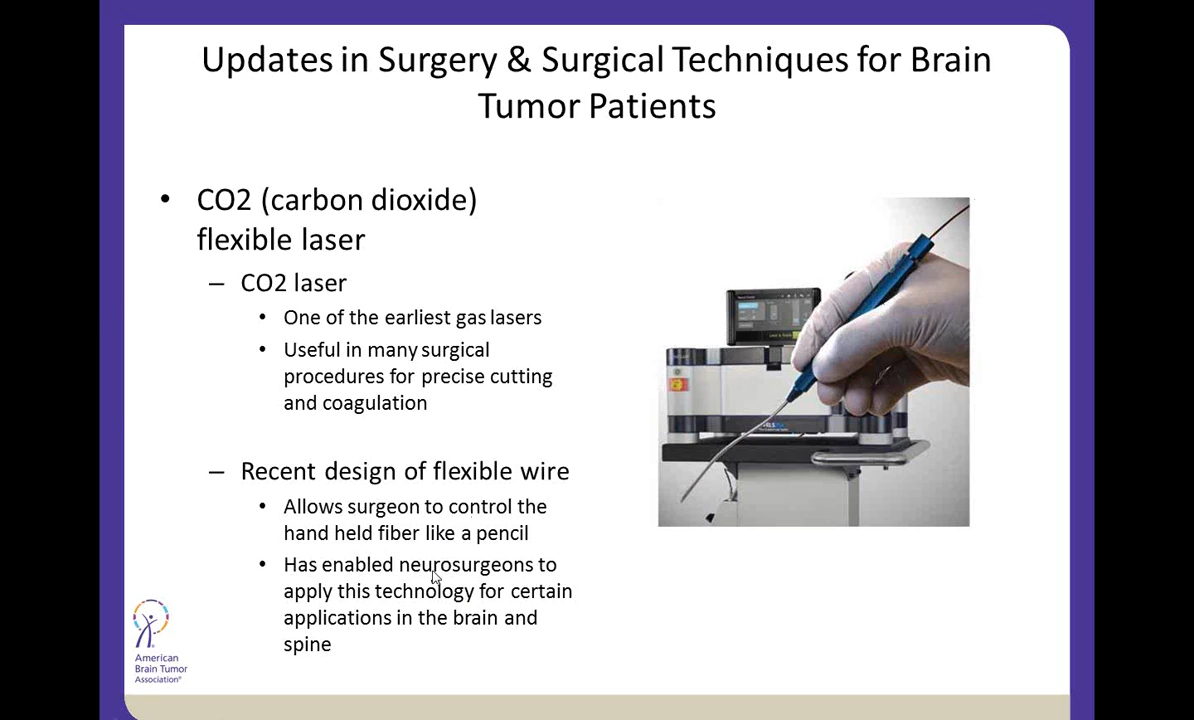 Updates in Surgery & Surgical Techniques for Brain
Tumor Patients
• CO2 (carbon dioxide)
flexible laser
– CO2 laser
• One of the earliest gas lasers
• Useful in many surgical
procedures for precise cutting
and coagulation
– Recent design of flexible wire
• Allows surgeon to control the
hand held fiber like a pencil
• Has enabled neurosurgeons to
apply this technology for certain
applications in the brain and
spine
American
Brain Tumor
Association®